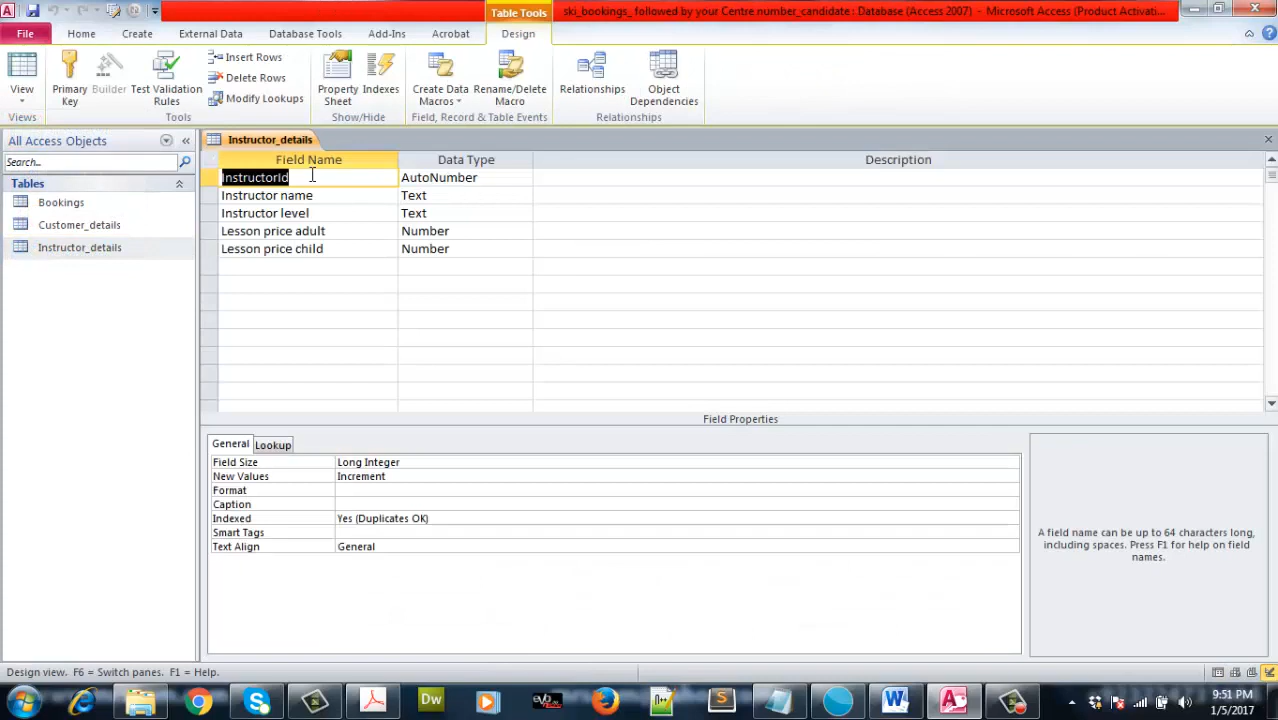 Table Tools
ski_bookings_ followed by your Centre number_candidate : Database (Access 2007) - Microsoft Access (Product Activati...
File Home Create External Data Database Tools Add-Ins Acrobat Design
View
Primary Key
Builder
Test Validation Rules
Insert Rows
Delete Rows
Modify Lookups
Property Sheet
Indexes
Create Data Macros
Rename/Delete Macro
Relationships
Object Dependencies
Views Tools Show/Hide Field, Record & Table Events Relationships
All Access Objects
Search...
Tables
Bookings
Customer_details
Instructor_details
Instructor_details
Field Name Data Type Description
InstructorId AutoNumber
Instructor name Text
Instructor level Text
Lesson price adult Number
Lesson price child Number
Field Properties
General Lookup
Field Size Long Integer
New Values Increment
Format
Caption
Indexed Yes (Duplicates OK)
Smart Tags
Text Align General
A field name can be up to 64 characters long,
including spaces. Press F1 for help on field
names.
Design view. F6 = Switch panes. F1 = Help.
9:51 PM
1/5/2017